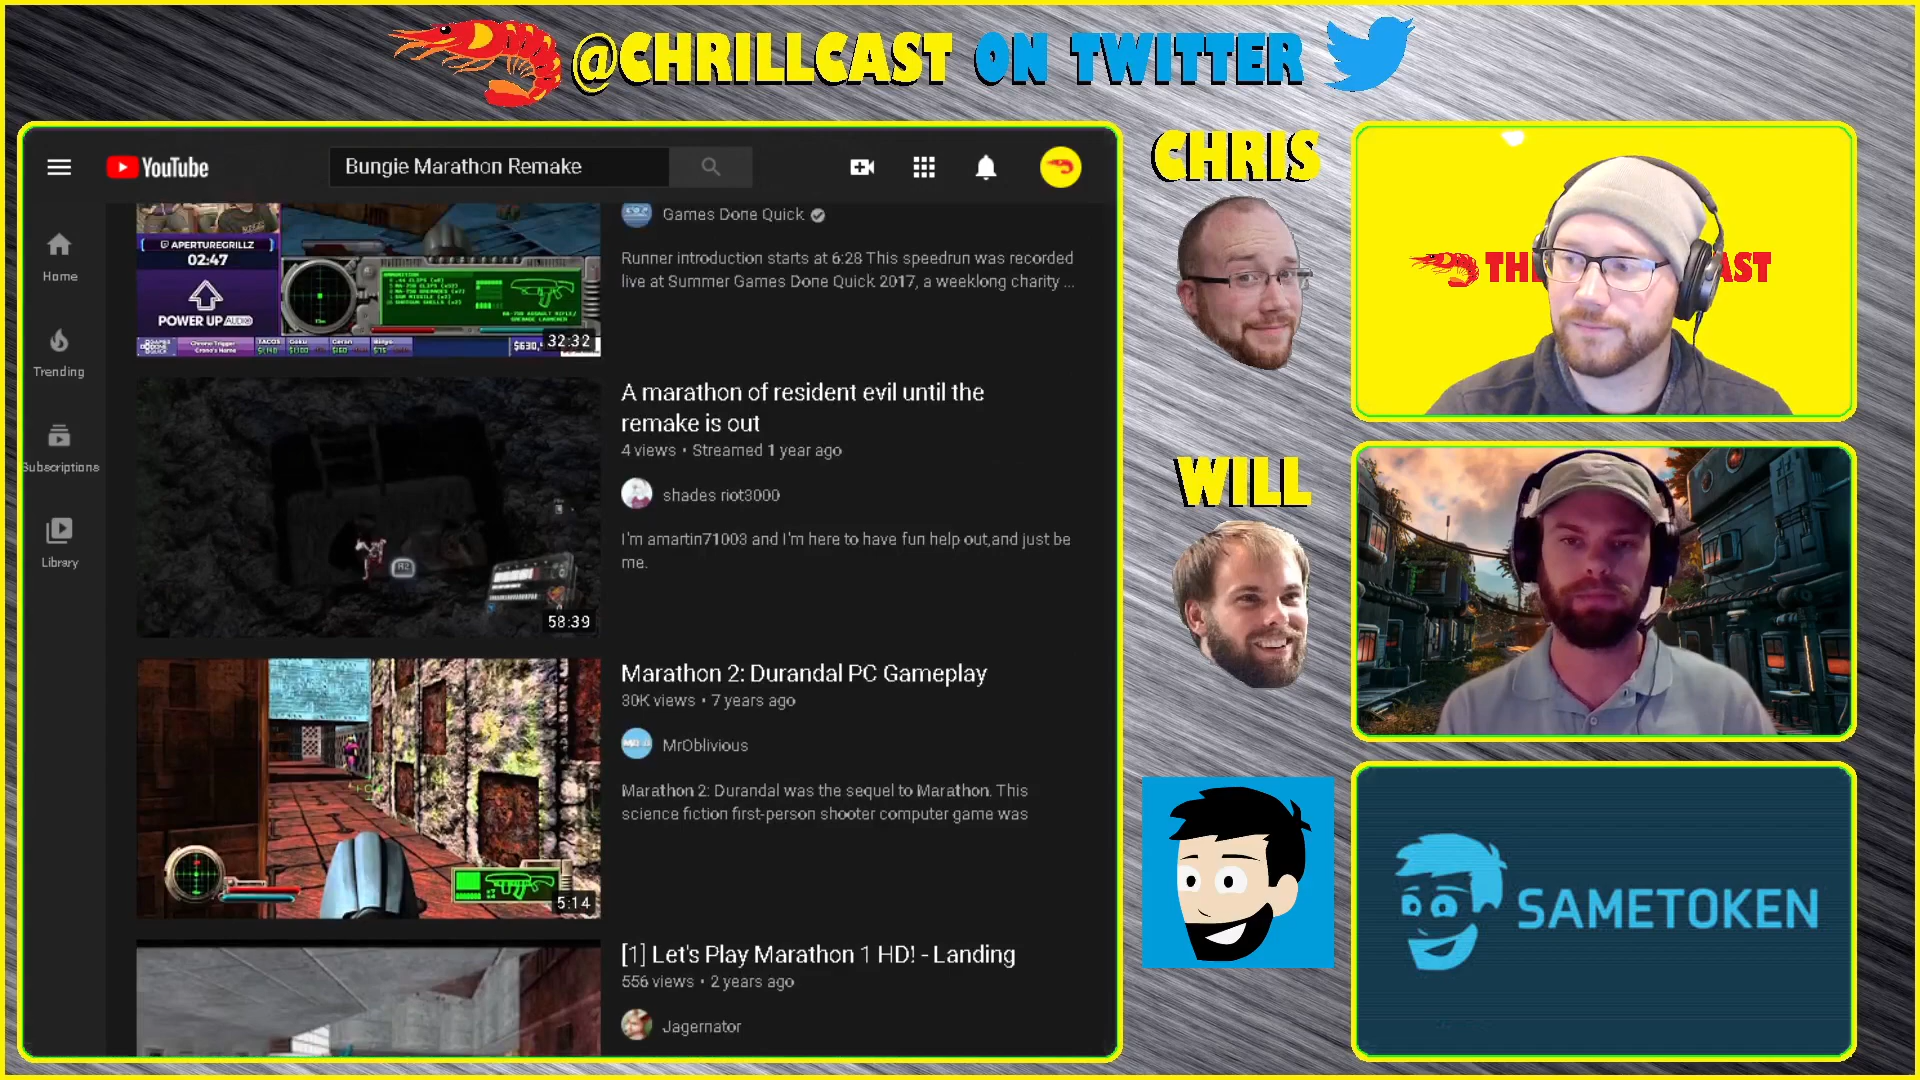 @CHRILLCAST ON TWITTER
YouTube
Bungie Marathon Remake
Home
Trending
Subscriptions
Library
APERTUREGRILLZ
02:47
POWER UP AUDIO
32:32
Games Done Quick
Runner introduction starts at 6:28 This speedrun was recorded
live at Summer Games Done Quick 2017, a weeklong charity ...
A marathon of resident evil until the
remake is out
4 views • Streamed 1 year ago
shades riot3000
I'm amartin71003 and I'm here to have fun help out,and just be
me.
58:39
Marathon 2: Durandal PC Gameplay
30K views • 7 years ago
MrOblivious
Marathon 2: Durandal was the sequel to Marathon. This
science fiction first-person shooter computer game was
5:14
[1] Let's Play Marathon 1 HD! - Landing
556 views • 2 years ago
Jagernator
CHRIS
WILL
SAMETOKEN